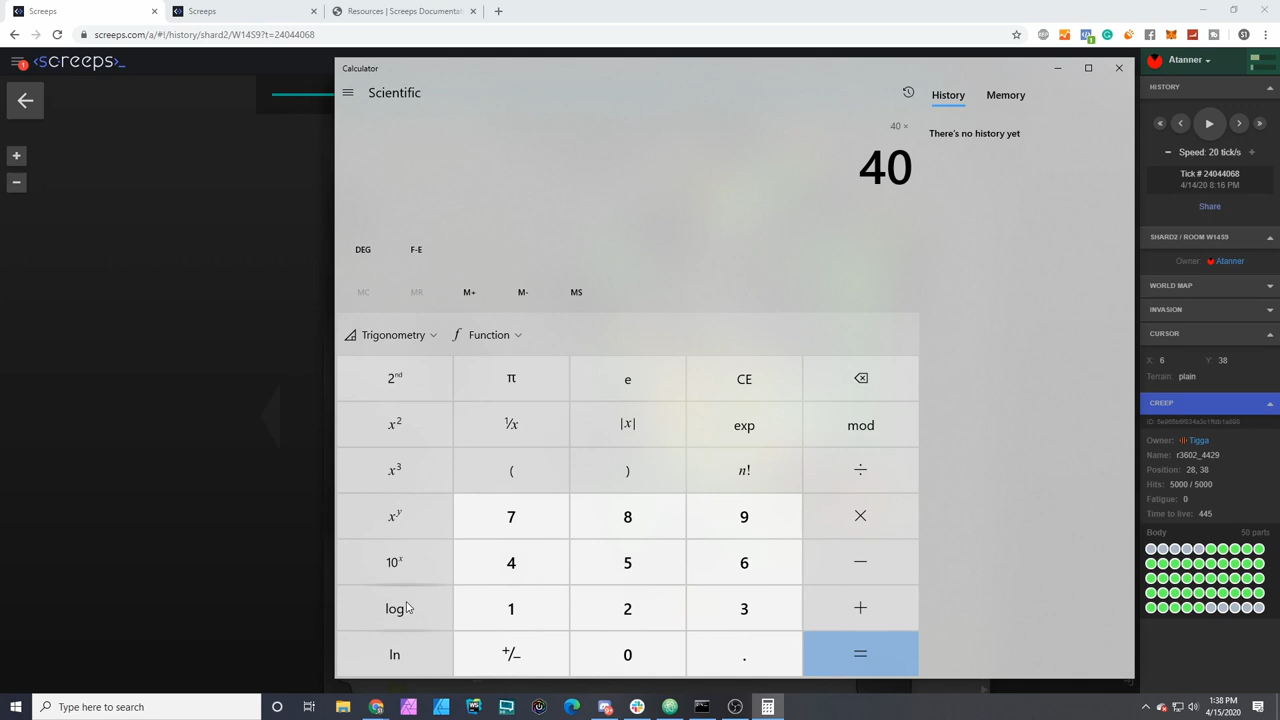 Screeps
Screeps
Resources | Screeps Documentat
screeps.com/a/#!/history/shard2/W14S9?t=24044068
1
<screeps>_
Atanner
Calculator
Scientific
History
Memory
There's no history yet
40 ×
40
DEG
F-E
MC
MR
M+
M-
MS
Trigonometry
f Function
2nd
π
e
CE
x2
⅟x
|x|
exp
mod
x3
(
)
n!
÷
xy
7
8
9
×
10x
4
5
6
−
log
1
2
3
+
ln
+/−
0
.
=
HISTORY
− Speed: 20 tick/s +
Tick # 24044068
4/14/20 8:16 PM
Share
SHARD2 / ROOM W14S9
Owner: Atanner
WORLD MAP
INVASION
CURSOR
X: 6 Y: 38
Terrain: plain
CREEP
Owner: Tigga
Name: r3602_4429
Position: 28, 38
Hits: 5000 / 5000
Fatigue: 0
Time to live: 445
Body 50 parts
Type here to search
1:38 PM
4/15/2020